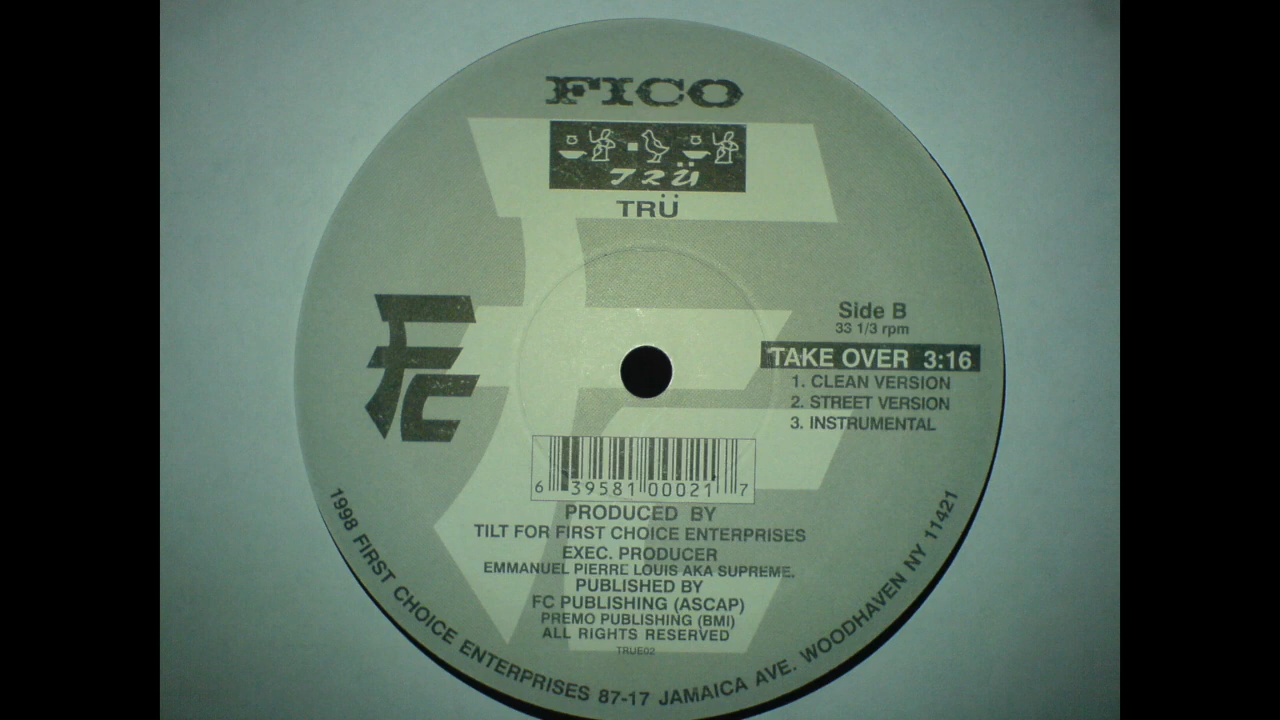 FICO
TRÜ
TRÜ
FC
Side B
33 1/3 rpm
TAKE OVER 3:16
1. CLEAN VERSION
2. STREET VERSION
3. INSTRUMENTAL
6 39581 00021 7
PRODUCED BY
TILT FOR FIRST CHOICE ENTERPRISES
EXEC. PRODUCER
EMMANUEL PIERRE LOUIS AKA SUPREME.
PUBLISHED BY
FC PUBLISHING (ASCAP)
PREMO PUBLISHING (BMI)
ALL RIGHTS RESERVED
TRUE02
1998 FIRST CHOICE ENTERPRISES 87-17 JAMAICA AVE. WOODHAVEN NY 11421